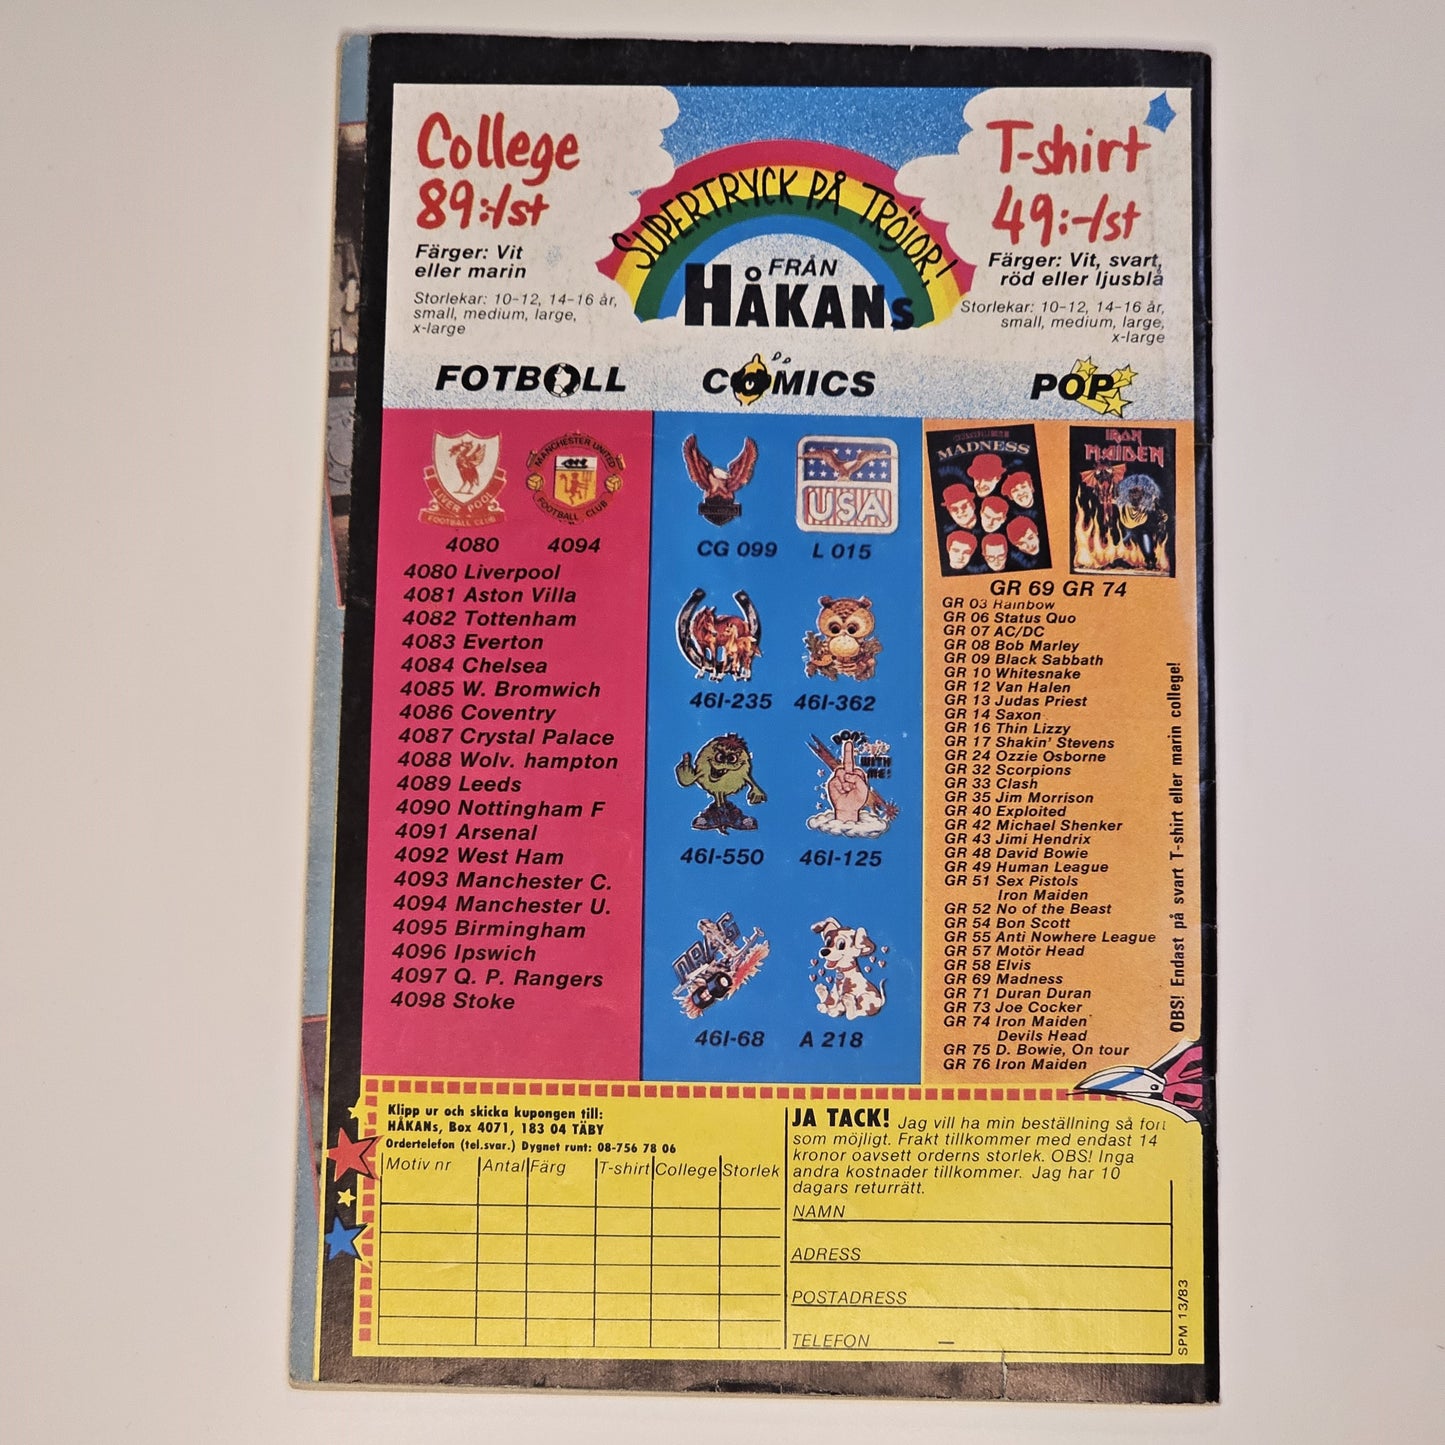 College
89:-/st
Färger: Vit
eller marin
Storlekar: 10-12, 14-16 år,
small, medium, large,
x-large
SUPERTRYCK PÅ TRÖJOR!
FRÅN
HÅKANs
T-shirt
49:-/st
Färger: Vit, svart,
röd eller ljusblå
Storlekar: 10-12, 14-16 år,
small, medium, large,
x-large
FOTBOLL
LIVERPOOL
FOOTBALL CLUB
MANCHESTER UNITED
FOOTBALL CLUB
4080 4094
4080 Liverpool
4081 Aston Villa
4082 Tottenham
4083 Everton
4084 Chelsea
4085 W. Bromwich
4086 Coventry
4087 Crystal Palace
4088 Wolv. hampton
4089 Leeds
4090 Nottingham F
4091 Arsenal
4092 West Ham
4093 Manchester C.
4094 Manchester U.
4095 Birmingham
4096 Ipswich
4097 Q. P. Rangers
4098 Stoke
COMICS
USA
CG 099 L 015
46I-235 46I-362
DON'T
WITH
ME!
46I-550 46I-125
DRAG
46I-68 A 218
POP
COMPLETE
MADNESS
IRON
MAIDEN
GR 69 GR 74
GR 03 Rainbow
GR 06 Status Quo
GR 07 AC/DC
GR 08 Bob Marley
GR 09 Black Sabbath
GR 10 Whitesnake
GR 12 Van Halen
GR 13 Judas Priest
GR 14 Saxon
GR 16 Thin Lizzy
GR 17 Shakin' Stevens
GR 24 Ozzie Osborne
GR 32 Scorpions
GR 33 Clash
GR 35 Jim Morrison
GR 40 Exploited
GR 42 Michael Shenker
GR 43 Jimi Hendrix
GR 48 David Bowie
GR 49 Human League
GR 51 Sex Pistols
Iron Maiden
GR 52 No of the Beast
GR 54 Bon Scott
GR 55 Anti Nowhere League
GR 57 Motör Head
GR 58 Elvis
GR 69 Madness
GR 71 Duran Duran
GR 73 Joe Cocker
GR 74 Iron Maiden
Devils Head
GR 75 D. Bowie, On tour
GR 76 Iron Maiden
OBS! Endast på svart T-shirt eller marin college!
Klipp ur och skicka kupongen till:
HÅKANs, Box 4071, 183 04 TÄBY
Ordertelefon (tel.svar.) Dygnet runt: 08-756 78 06
Motiv nr Antal Färg T-shirt College Storlek
JA TACK! Jag vill ha min beställning så fort
som möjligt. Frakt tillkommer med endast 14
kronor oavsett orderns storlek. OBS! Inga
andra kostnader tillkommer. Jag har 10
dagars returrätt.
NAMN
ADRESS
POSTADRESS
TELEFON –
SPM 13/83